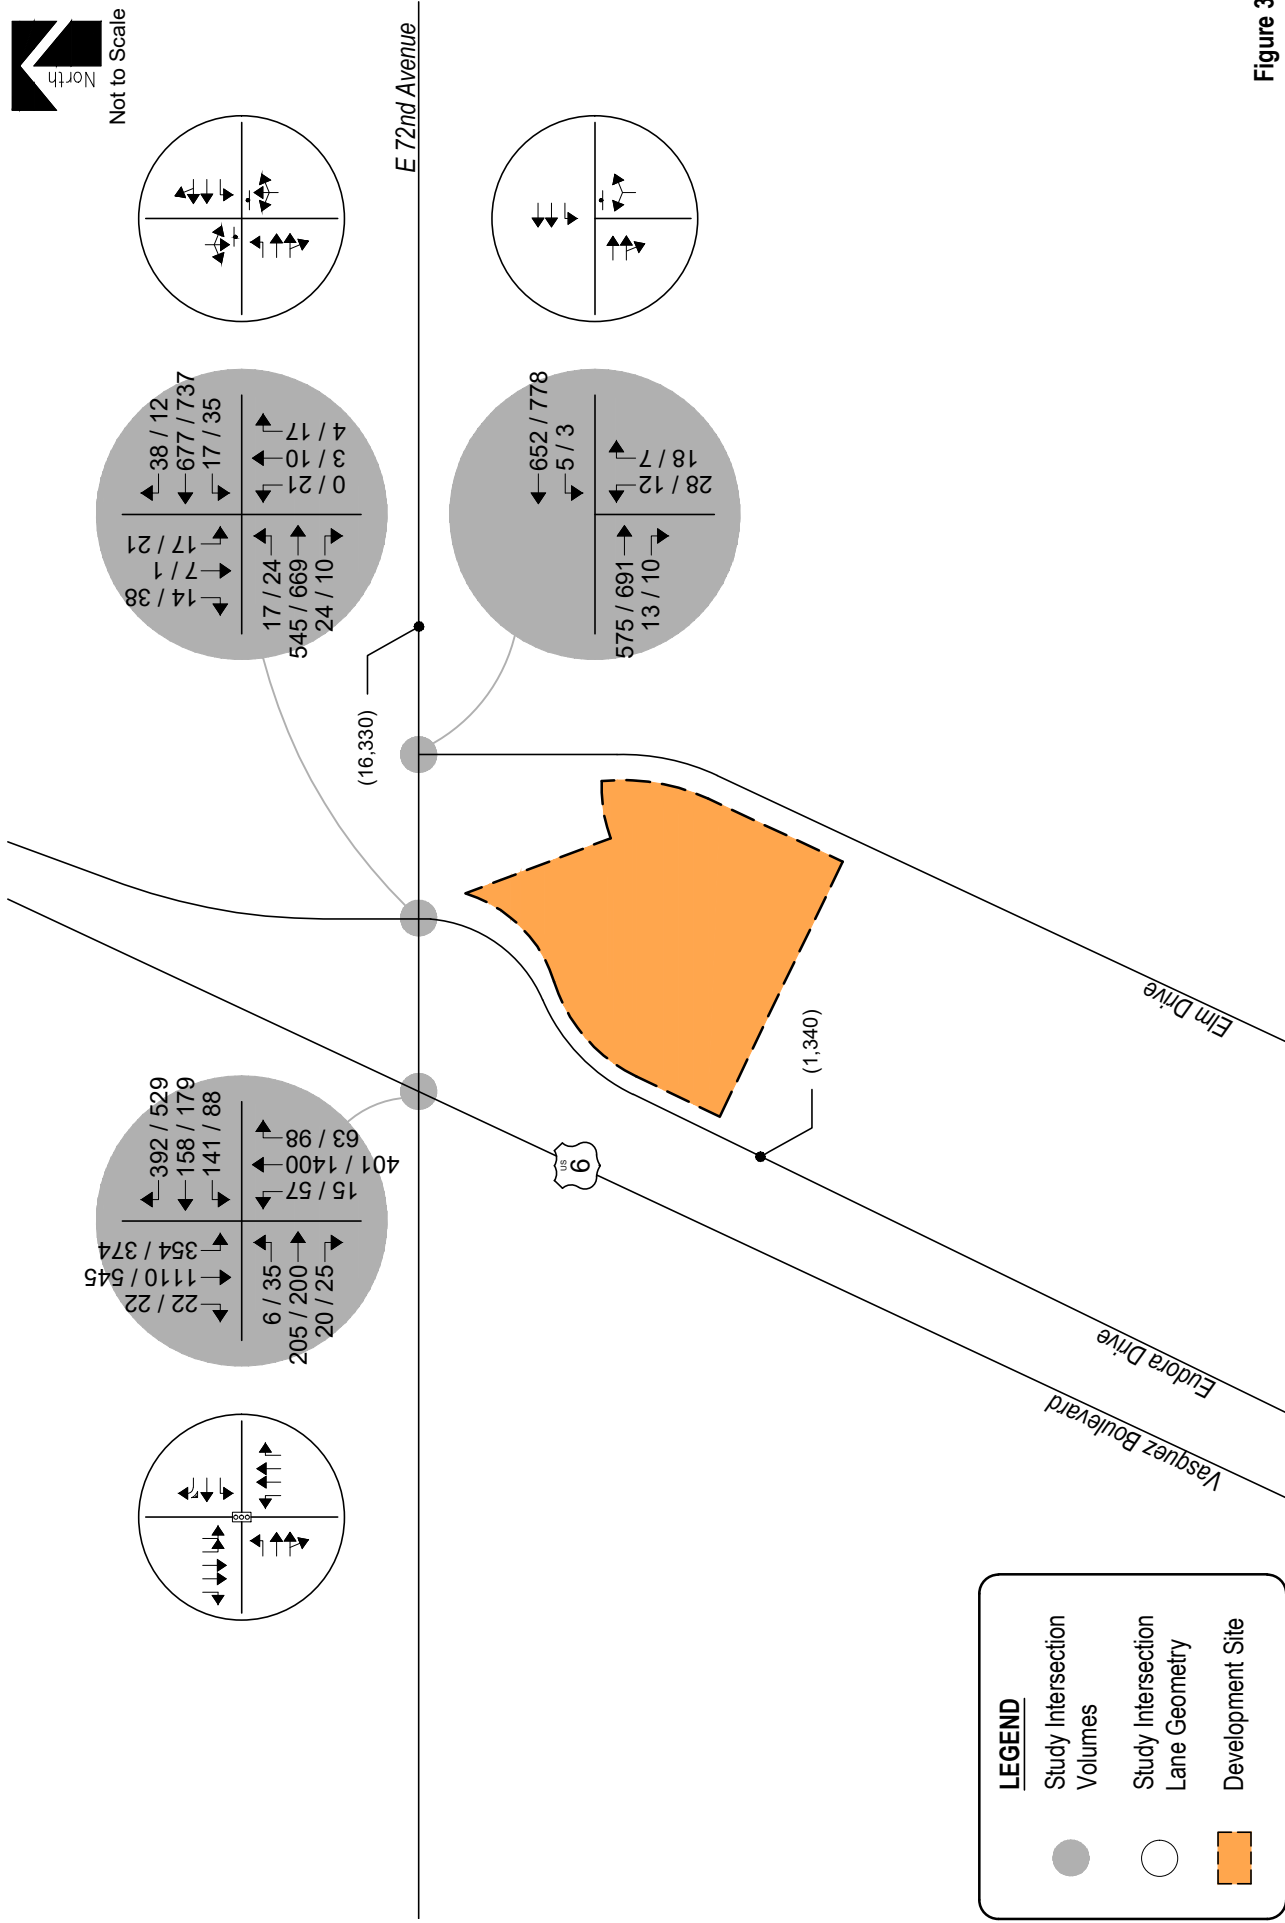 North
Not to Scale
E 72nd Avenue
38 / 12
677 / 737
17 / 35
17 / 21
7 / 1
14 / 38
17 / 24
545 / 669
24 / 10
4 / 17
3 / 10
0 / 21
652 / 778
5 / 3
575 / 691
13 / 10
18 / 7
28 / 12
(16,330)
392 / 529
158 / 179
141 / 88
354 / 374
1110 / 545
22 / 22
6 / 35
205 / 200
20 / 25
63 / 98
401 / 1400
15 / 57
US
6
(1,340)
Elm Drive
Eudora Drive
Vasquez Boulevard
LEGEND
Study Intersection
Volumes
Study Intersection
Lane Geometry
Development Site
Figure 3